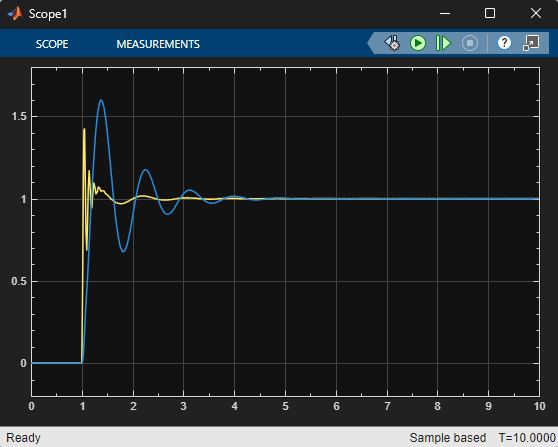 Scope1
SCOPE MEASUREMENTS
1.5
1
0.5
0
0 1 2 3 4 5 6 7 8 9 10
Ready Sample based T=10.0000